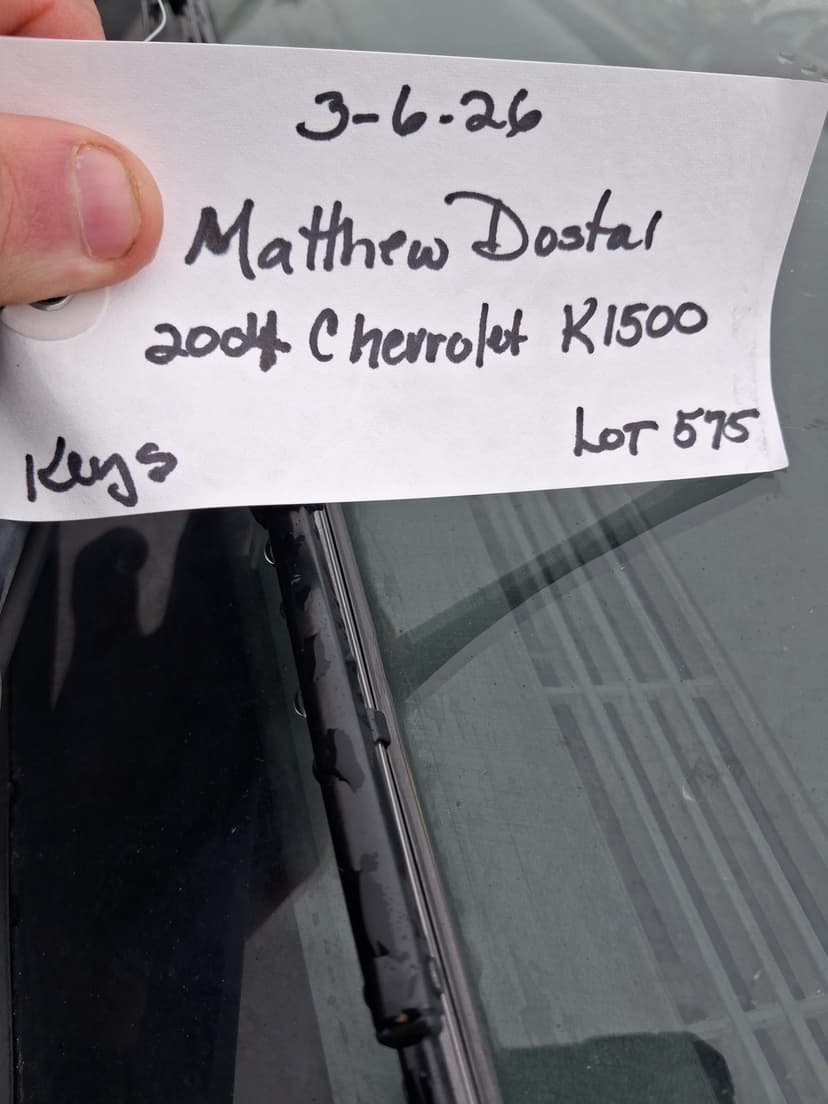 3-6-26
Matthew Dostal
2004 Chevrolet K1500
Keys
LOT 575